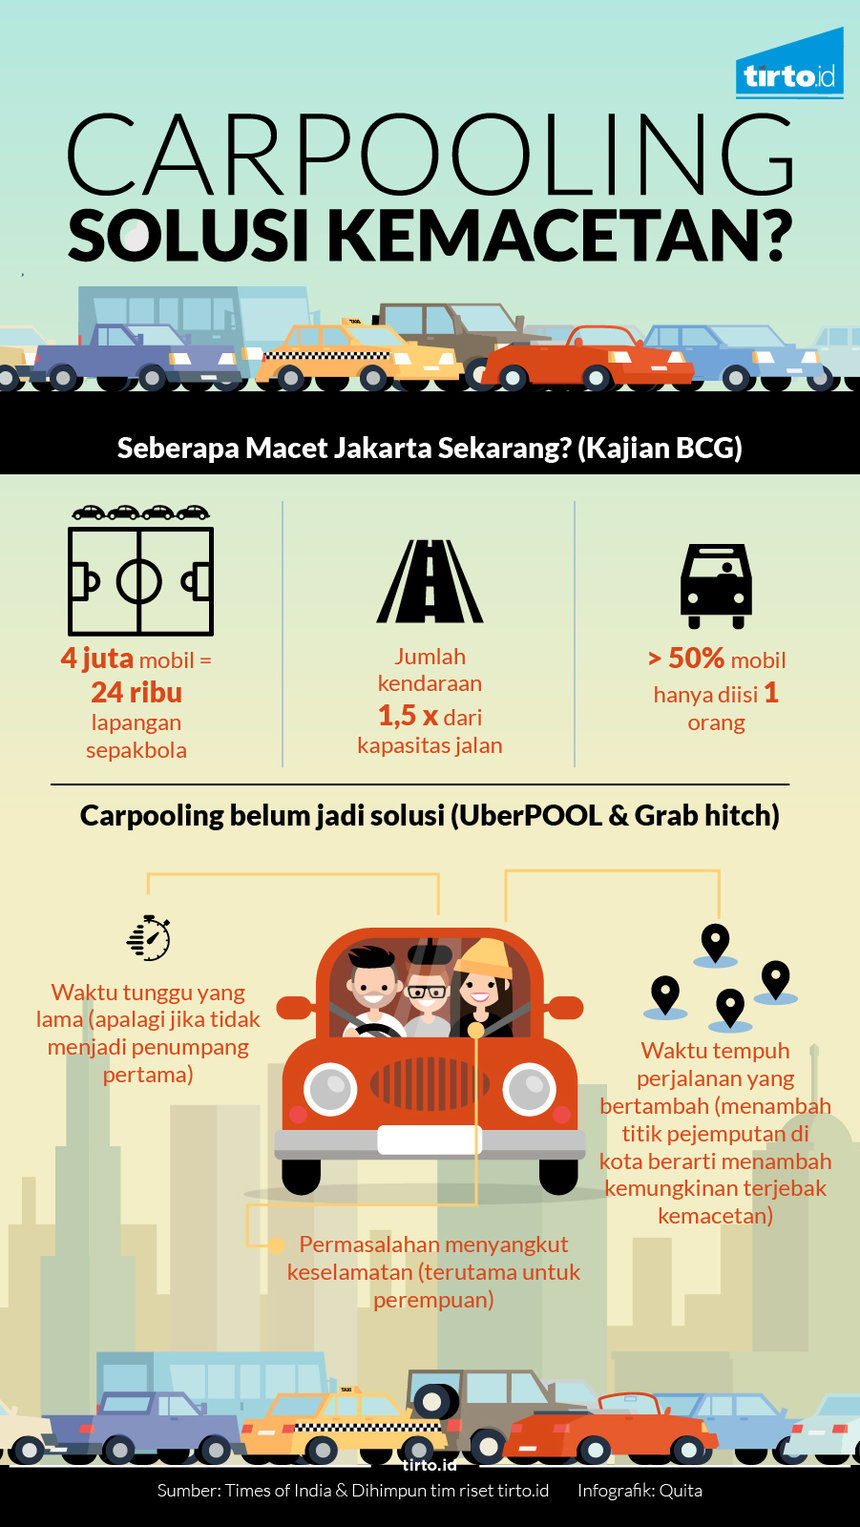 tirto.id
CARPOOLING
SOLUSI KEMACETAN?
TAXI
Seberapa Macet Jakarta Sekarang? (Kajian BCG)
4 juta mobil =
24 ribu
lapangan
sepakbola
Jumlah
kendaraan
1,5 x dari
kapasitas jalan
> 50% mobil
hanya diisi 1
orang
Carpooling belum jadi solusi (UberPOOL & Grab hitch)
Waktu tunggu yang
lama (apalagi jika tidak
menjadi penumpang
pertama)
Waktu tempuh
perjalanan yang
bertambah (menambah
titik pejemputan di
kota berarti menambah
kemungkinan terjebak
kemacetan)
Permasalahan menyangkut
keselamatan (terutama untuk
perempuan)
TAXI
tirto.id
Sumber: Times of India & Dihimpun tim riset tirto.id Infografik: Quita